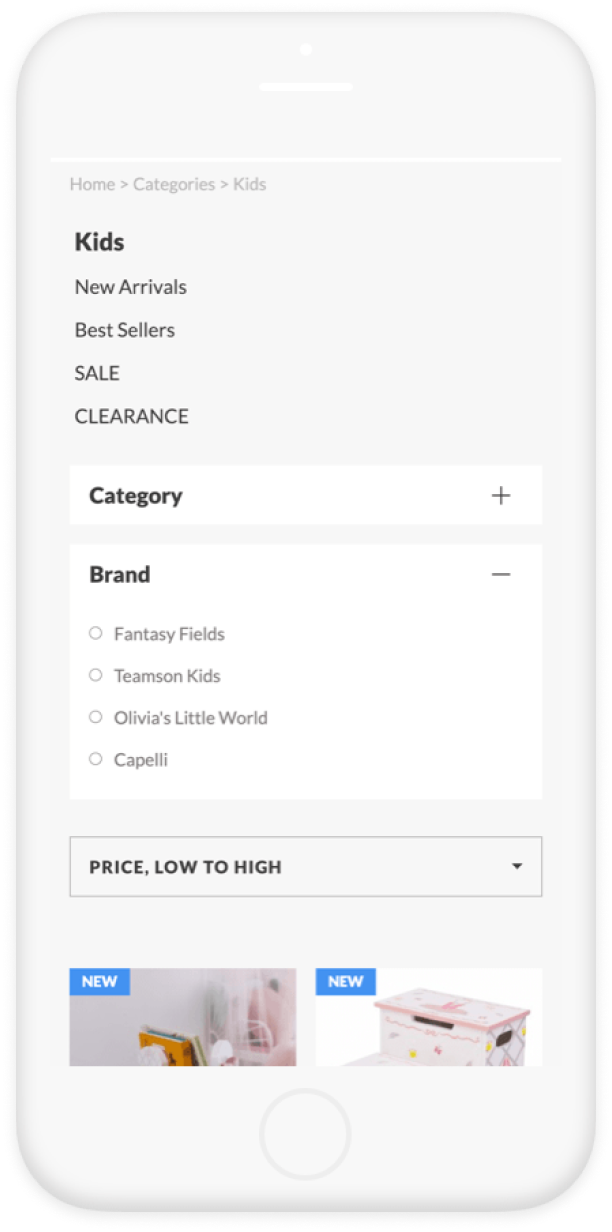 Home > Categories > Kids
Kids
New Arrivals
Best Sellers
SALE
CLEARANCE
Category
Brand
Fantasy Fields
Teamson Kids
Olivia's Little World
Capelli
PRICE, LOW TO HIGH
NEW NEW